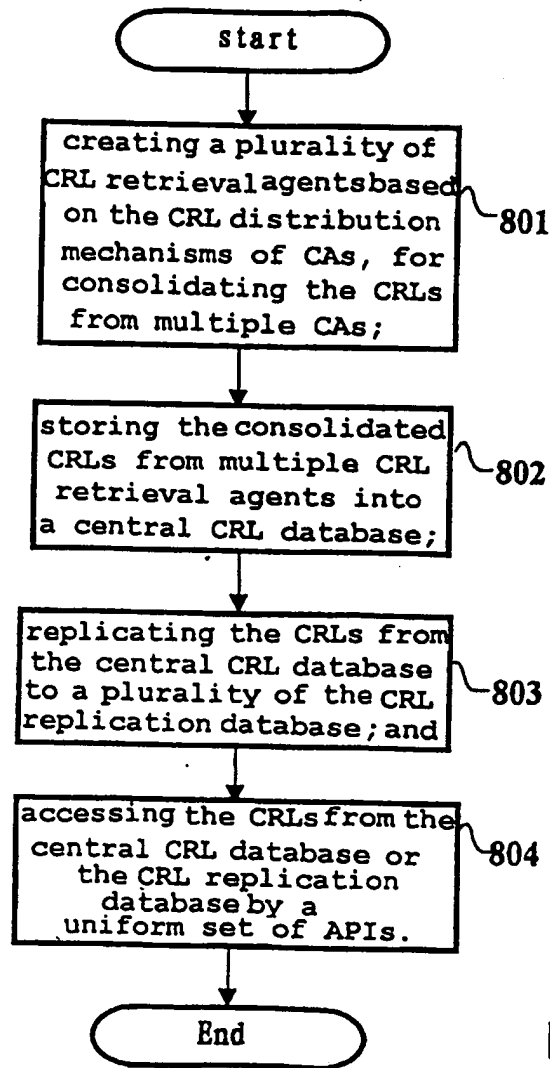 start
creating a plurality of
CRL retrieval agents based
on the CRL distribution
mechanisms of CAs, for
consolidating the CRLs
from multiple CAs;
801
storing the consolidated
CRLs from multiple CRL
retrieval agents into
a central CRL database;
802
replicating the CRLs from
the central CRL database
to a plurality of the CRL
replication database; and
803
accessing the CRLs from the
central CRL database or
the CRL replication
database by a
uniform set of APIs.
804
End